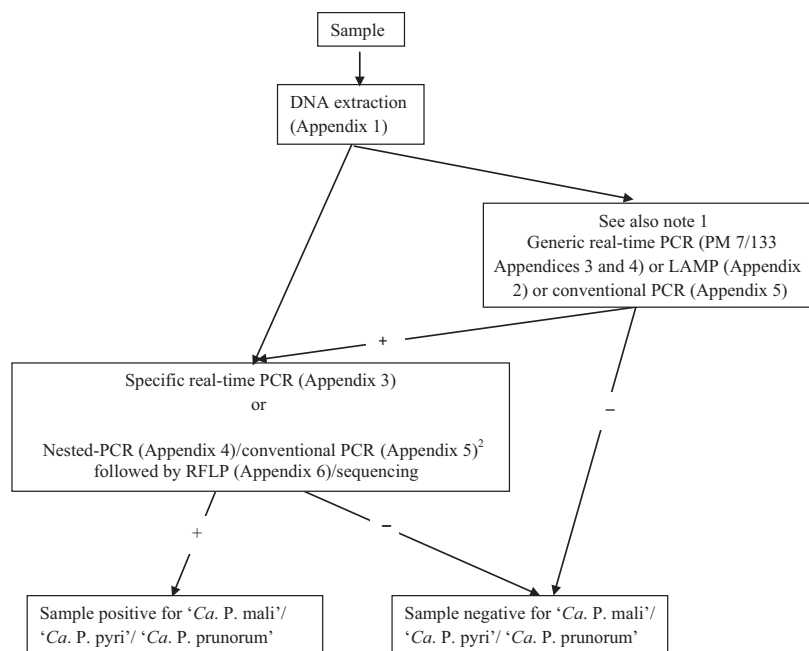 Sample
DNA extraction
(Appendix 1)
See also note 1
Generic real-time PCR (PM 7/133
Appendices 3 and 4) or LAMP (Appendix
2) or conventional PCR (Appendix 5)
+
−
Specific real-time PCR (Appendix 3)
or
Nested-PCR (Appendix 4)/conventional PCR (Appendix 5)²
followed by RFLP (Appendix 6)/sequencing
+
−
Sample positive for ‘Ca. P. mali’/
‘Ca. P. pyri’/ ‘Ca. P. prunorum’
Sample negative for ‘Ca. P. mali’/
‘Ca. P. pyri’/ ‘Ca. P. prunorum’